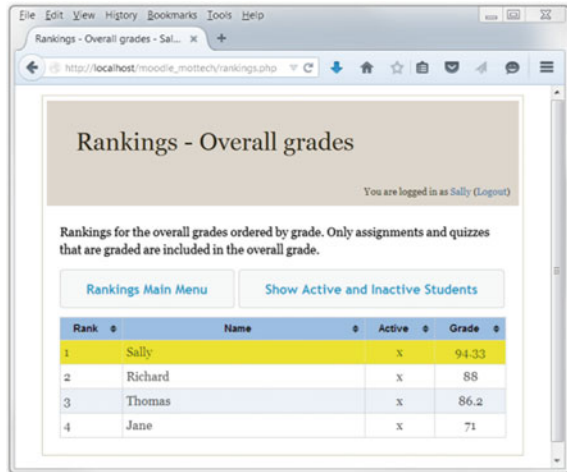 File Edit View History Bookmarks Tools Help
Rankings - Overall grades - Sal... × +
http://localhost/moodle_mottech/rankings.php
Rankings - Overall grades
You are logged in as Sally (Logout)
Rankings for the overall grades ordered by grade. Only assignments and quizzes
that are graded are included in the overall grade.
Rankings Main Menu Show Active and Inactive Students
Rank Name Active Grade
1 Sally x 94.33
2 Richard x 88
3 Thomas x 86.2
4 Jane x 71